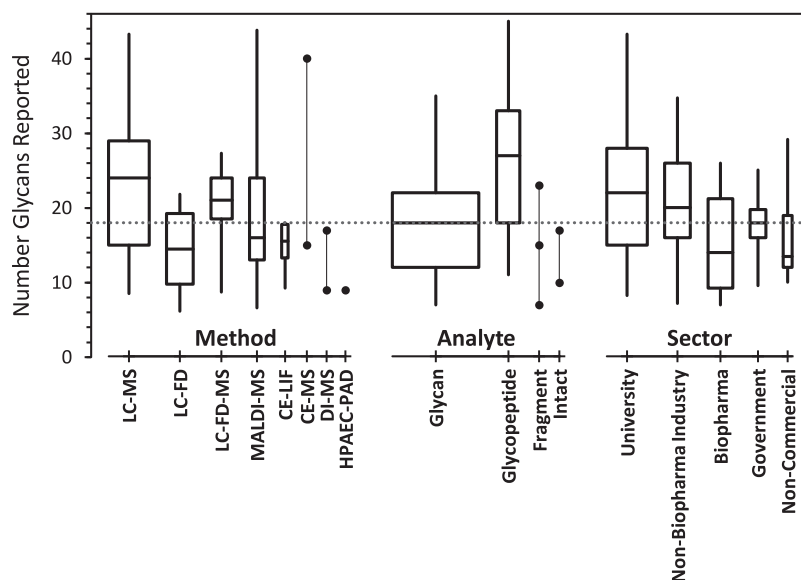 Number Glycans Reported
40
30
20
10
0
Method
Analyte
Sector
LC-MS
LC-FD
LC-FD-MS
MALDI-MS
CE-LIF
CE-MS
DI-MS
HPAEC-PAD
Glycan
Glycopeptide
Fragment
Intact
University
Non-Biopharma Industry
Biopharma
Government
Non-Commercial